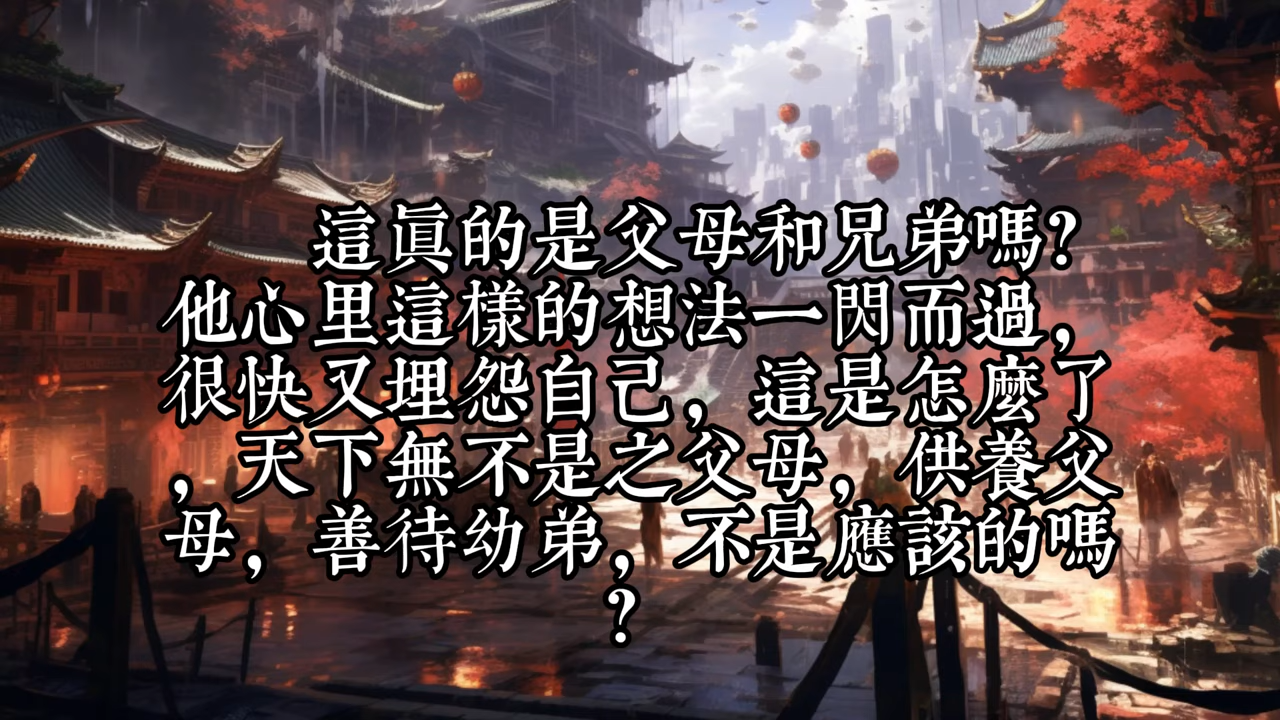 這眞的是父母和兄弟嗎？
他心里這樣的想法一閃而過，
很快又埋怨自己，這是怎麼了
，天下無不是之父母，供養父
母，善待幼弟，不是應該的嗎
？